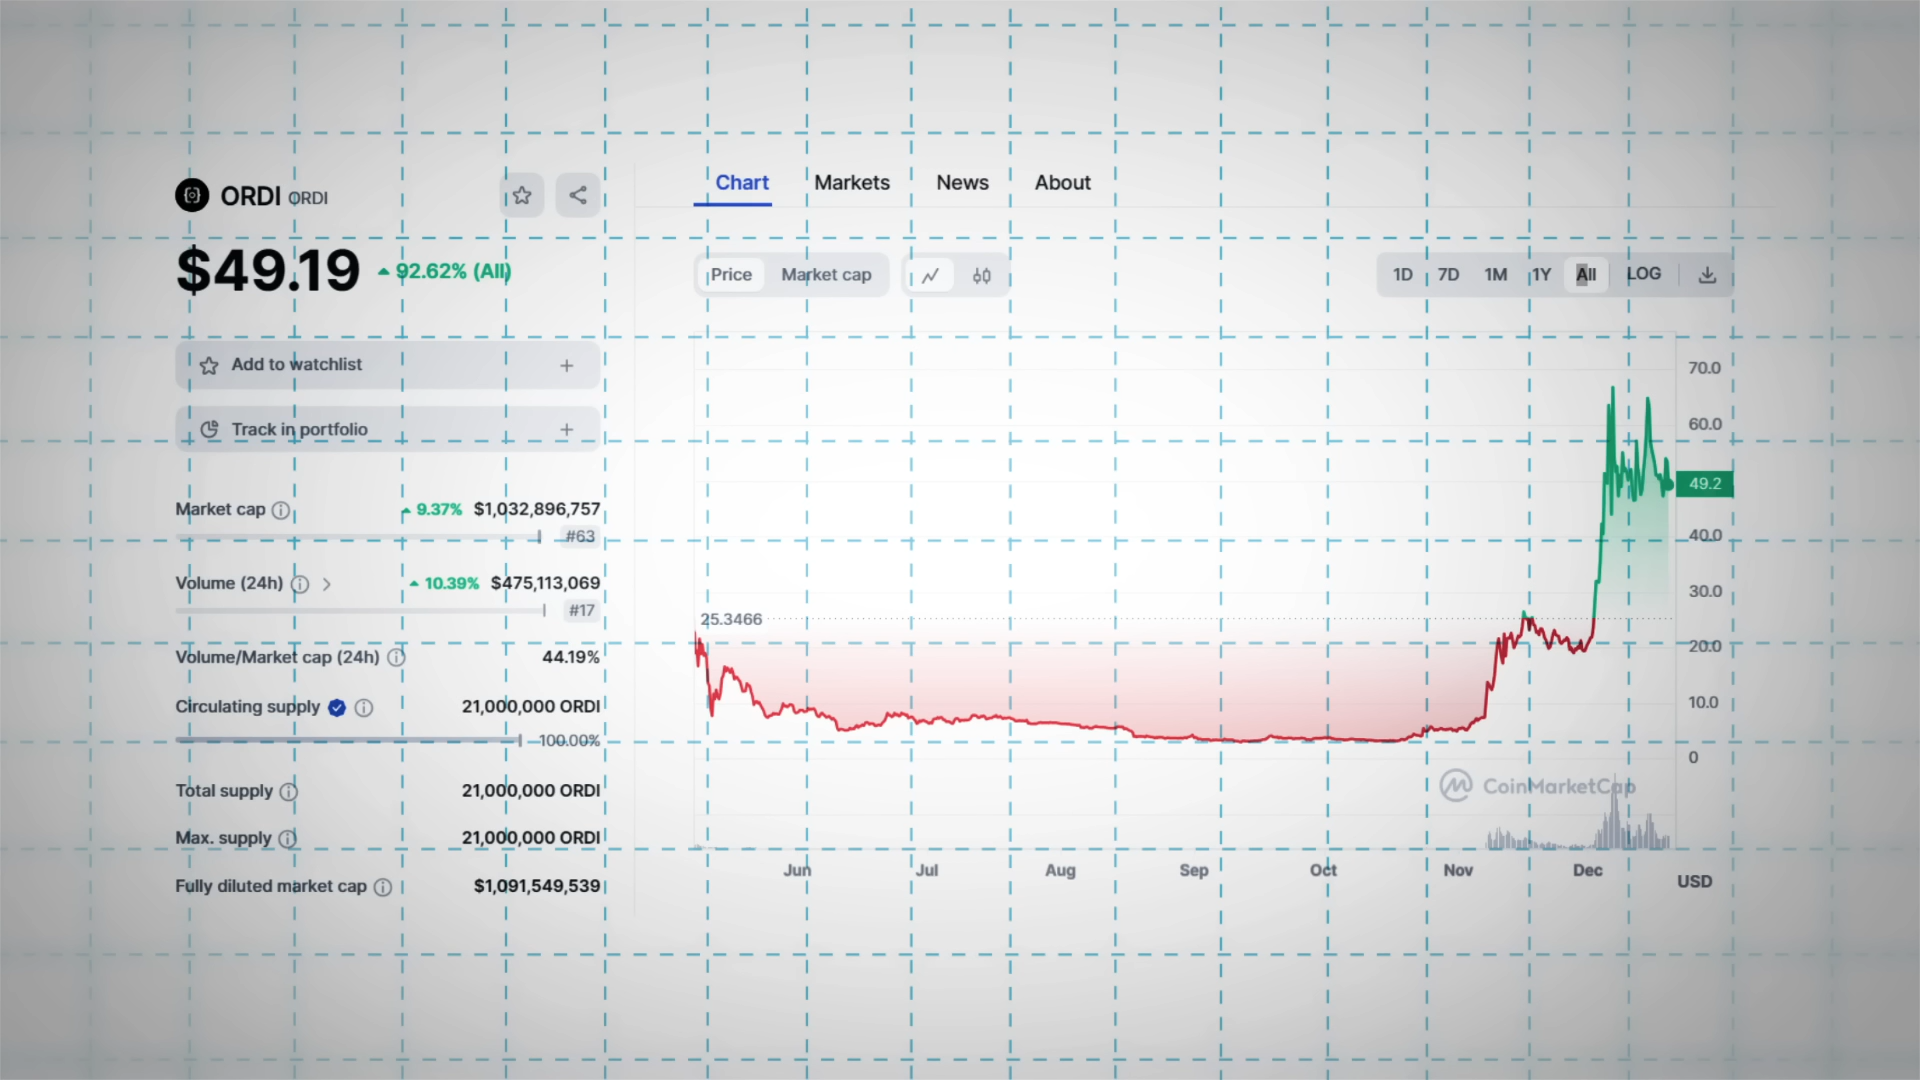 ORDI ORDI
$49.19 92.62% (All)
Add to watchlist
Track in portfolio
Market cap 9.37% $1,032,896,757
#63
Volume (24h) 10.39% $475,113,069
#17
Volume/Market cap (24h) 44.19%
Circulating supply 21,000,000 ORDI
100.00%
Total supply 21,000,000 ORDI
Max. supply 21,000,000 ORDI
Fully diluted market cap $1,091,549,539
Chart Markets News About
Price Market cap
1D 7D 1M 1Y All LOG
70.0
60.0
49.2
40.0
30.0
25.3466
20.0
10.0
0
CoinMarketCap
Jun Jul Aug Sep Oct Nov Dec
USD